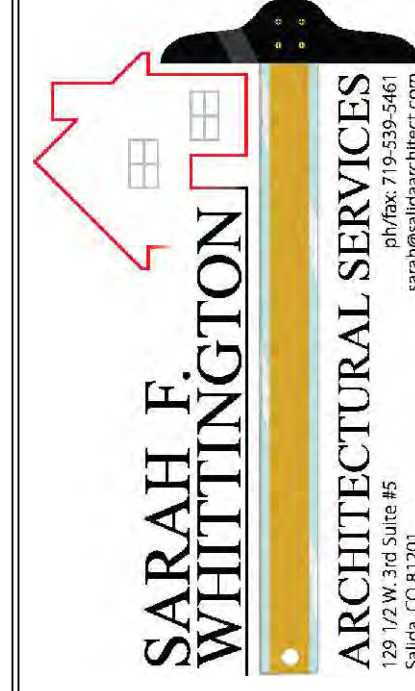 SARAH F.
WHITTINGTON
ARCHITECTURAL SERVICES
129 1/2 W. 3rd Suite #5
ph/fax: 719-539-5461
Salida, CO 81201
sarah@salidaarchitect.com